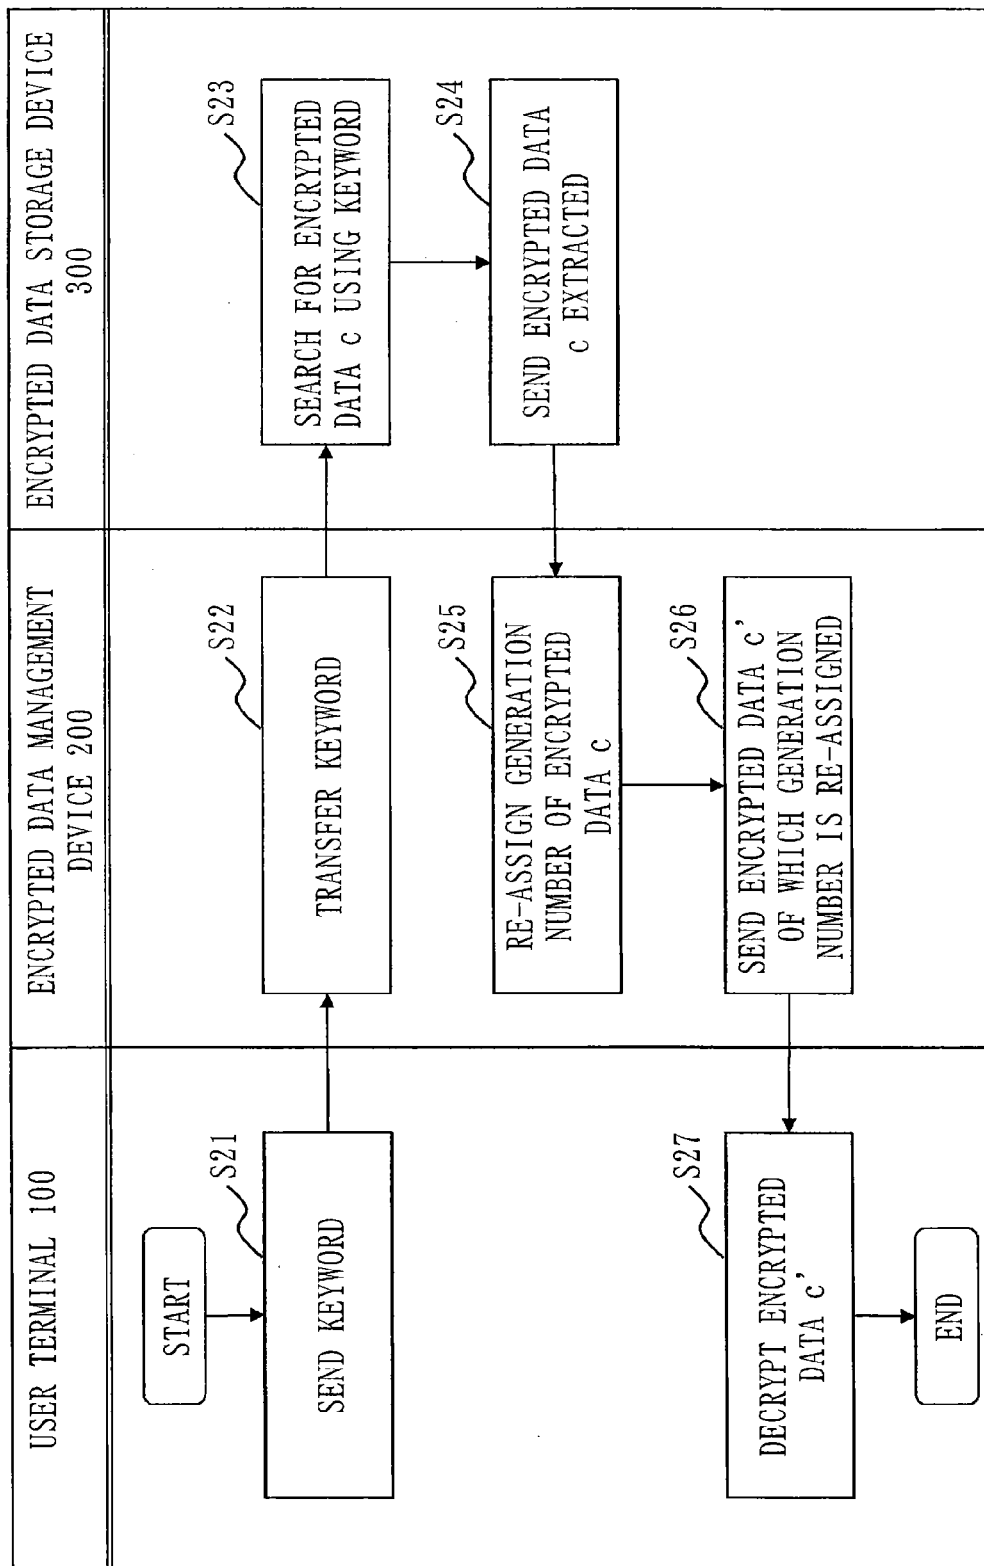 USER TERMINAL 100
ENCRYPTED DATA MANAGEMENT
DEVICE 200
ENCRYPTED DATA STORAGE DEVICE
300
START
S21
SEND KEYWORD
S22
TRANSFER KEYWORD
S23
SEARCH FOR ENCRYPTED
DATA c USING KEYWORD
S24
SEND ENCRYPTED DATA
c EXTRACTED
S25
RE-ASSIGN GENERATION
NUMBER OF ENCRYPTED
DATA c
S26
SEND ENCRYPTED DATA c'
OF WHICH GENERATION
NUMBER IS RE-ASSIGNED
S27
DECRYPT ENCRYPTED
DATA c'
END